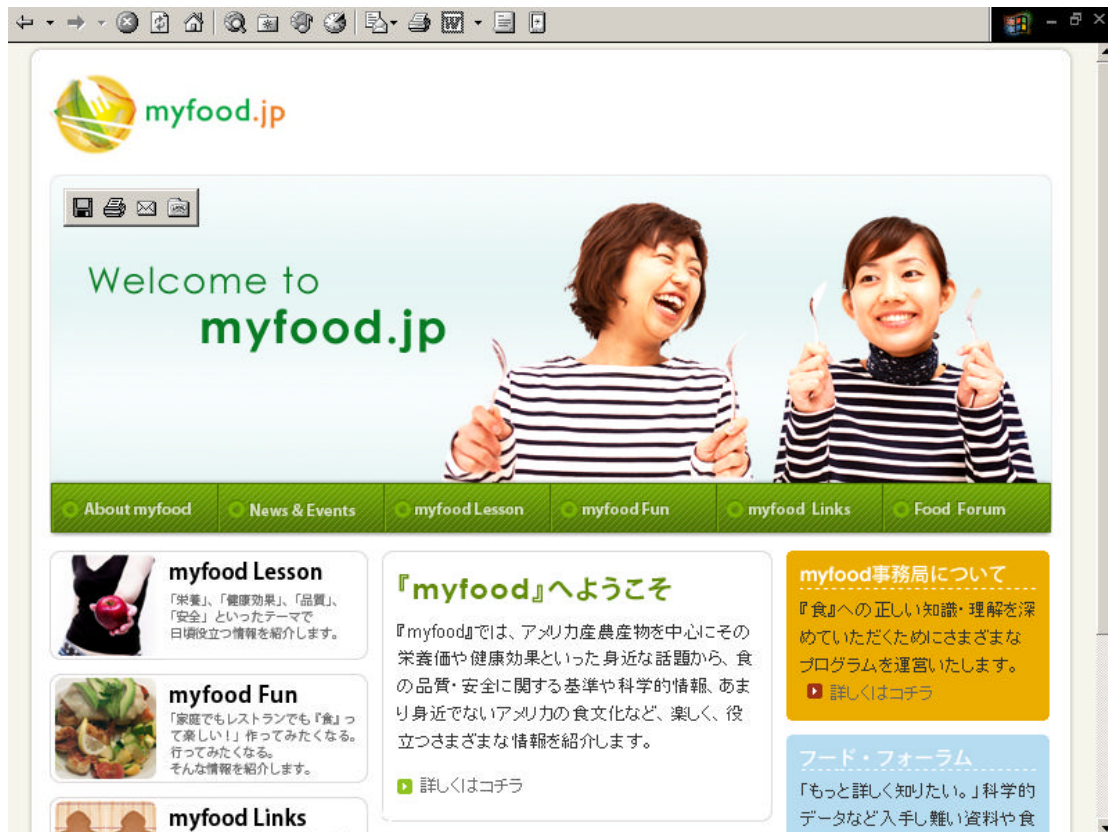 myfood.jp
Welcome to
myfood.jp
About myfood
News & Events
myfood Lesson
myfood Fun
myfood Links
Food Forum
myfood Lesson
「栄養」、「健康効果」、「品質」、
「安全」といったテーマで
日頃役立つ情報を紹介します。
myfood Fun
「家庭でもレストランでも『食』っ
て楽しい！」作ってみたくなる。
行ってみたくなる。
そんな情報を紹介します。
myfood Links
『myfood』へようこそ
『myfood』では、アメリカ産農産物を中心にその
栄養価や健康効果といった身近な話題から、食
の品質・安全に関する基準や科学的情報、あま
り身近でないアメリカの食文化など、楽しく、役
立つさまざまな情報を紹介します。
詳しくはコチラ
myfood事務局について
『食』への正しい知識・理解を深
めていただくためにさまざまな
プログラムを運営いたします。
詳しくはコチラ
フード・フォーラム
「もっと詳しく知りたい。」科学的
データなど入手し難い資料や食